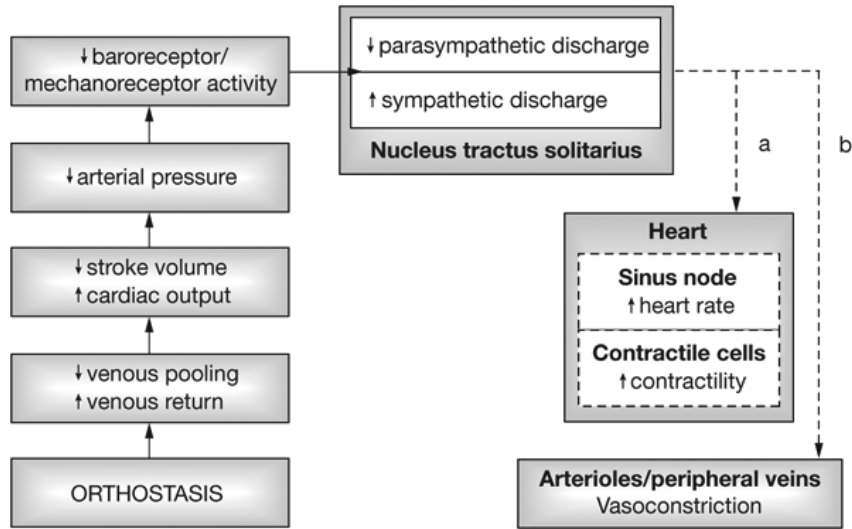 ↓ baroreceptor/
mechanoreceptor activity
↓ parasympathetic discharge
↑ sympathetic discharge
Nucleus tractus solitarius
a
b
↓ arterial pressure
Heart
Sinus node
↑ heart rate
Contractile cells
↑ contractility
↓ stroke volume
↑ cardiac output
↓ venous pooling
↑ venous return
ORTHOSTASIS
Arterioles/peripheral veins
Vasoconstriction